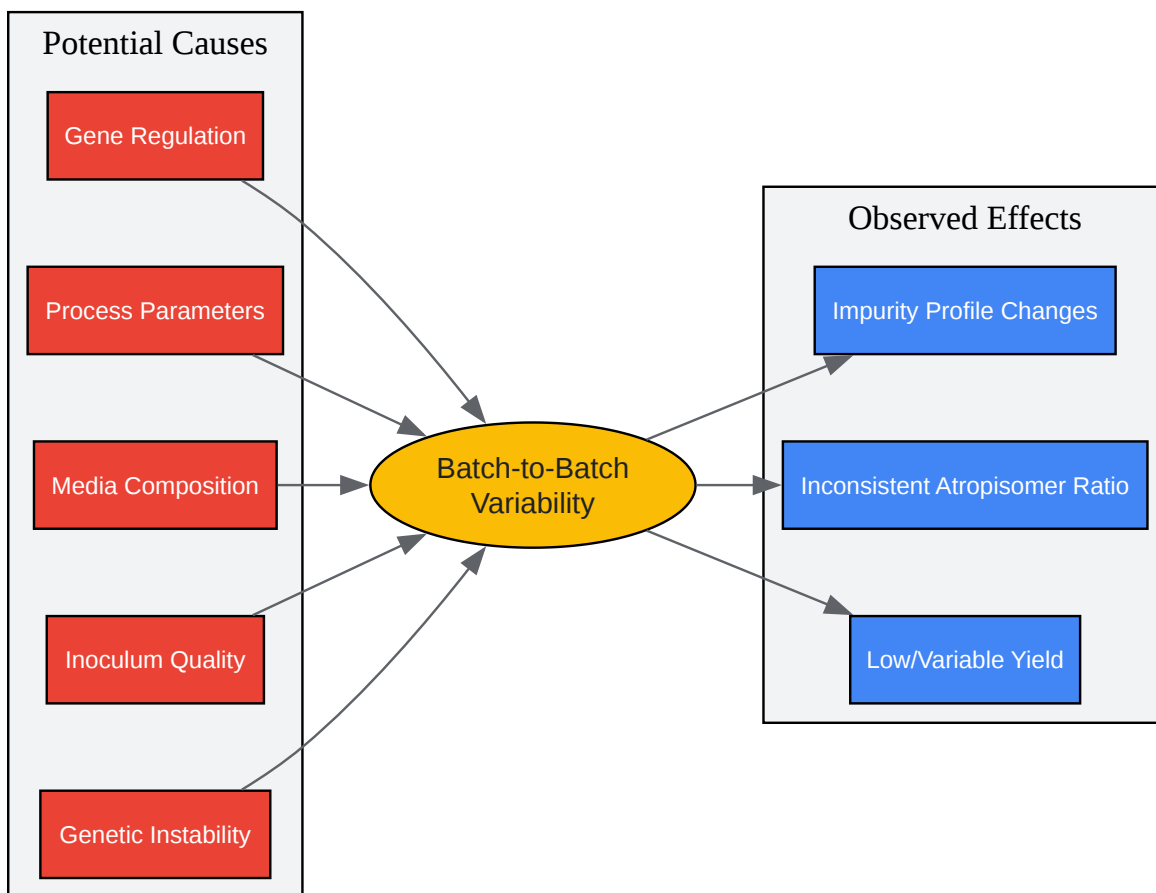 Potential Causes
Gene Regulation
Process Parameters
Media Composition
Inoculum Quality
Genetic Instability
Batch-to-Batch
Variability
Observed Effects
Impurity Profile Changes
Inconsistent Atropisomer Ratio
Low/Variable Yield